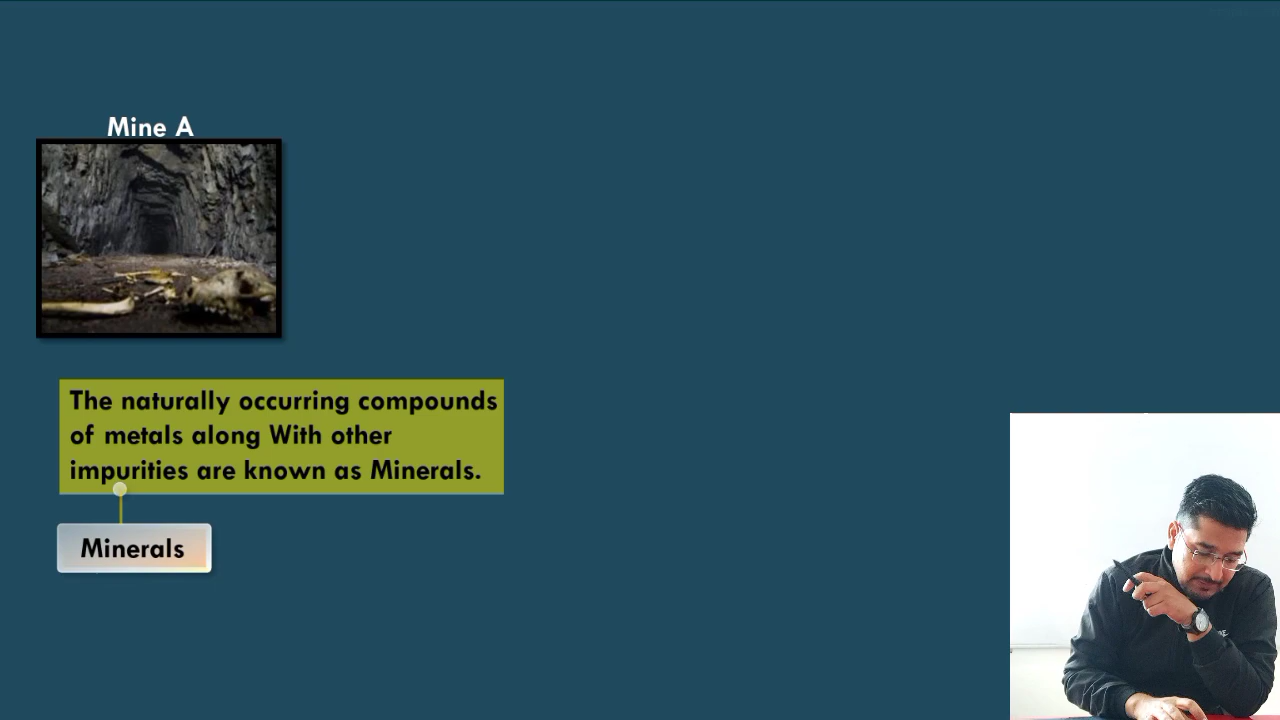 Mine A
The naturally occurring compounds
of metals along With other
impurities are known as Minerals.
Minerals